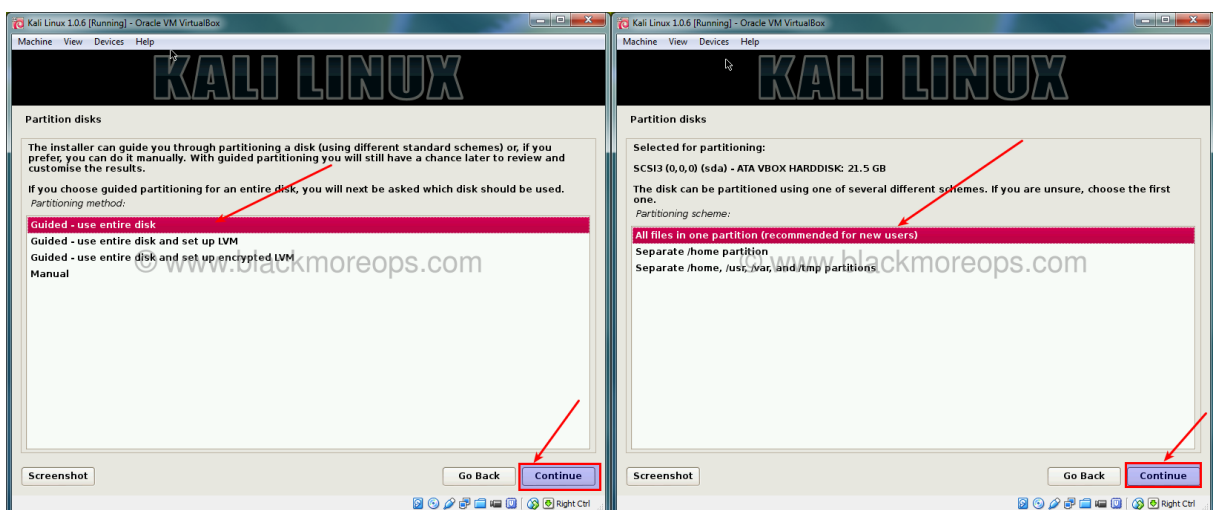 Kali Linux 1.0.6 [Running] - Oracle VM VirtualBox
Machine View Devices Help
KALI LINUX
Partition disks
The installer can guide you through partitioning a disk (using different standard schemes) or, if you
prefer, you can do it manually. With guided partitioning you will still have a chance later to review and
customise the results.
If you choose guided partitioning for an entire disk, you will next be asked which disk should be used.
Partitioning method:
Guided - use entire disk
Guided - use entire disk and set up LVM
Guided - use entire disk and set up encrypted LVM
Manual
© www.blackmoreops.com
Screenshot
Go Back
Continue
Right Ctrl
Kali Linux 1.0.6 [Running] - Oracle VM VirtualBox
Machine View Devices Help
KALI LINUX
Partition disks
Selected for partitioning:
SCSI3 (0,0,0) (sda) - ATA VBOX HARDDISK: 21.5 GB
The disk can be partitioned using one of several different schemes. If you are unsure, choose the first
one.
Partitioning scheme:
All files in one partition (recommended for new users)
Separate /home partition
Separate /home, /usr, /var, and /tmp partitions
© www.blackmoreops.com
Screenshot
Go Back
Continue
Right Ctrl